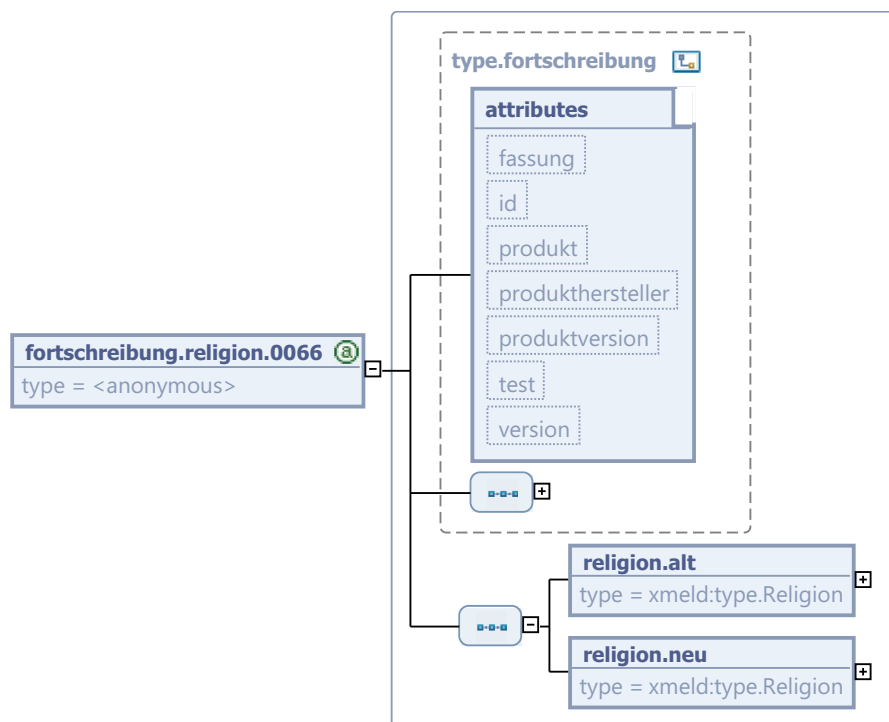 type.fortschreibung
attributes
fassung
id
produkt
produkthersteller
produktversion
test
version
fortschreibung.religion.0066
type = <anonymous>
religion.alt
type = xmeld:type.Religion
religion.neu
type = xmeld:type.Religion